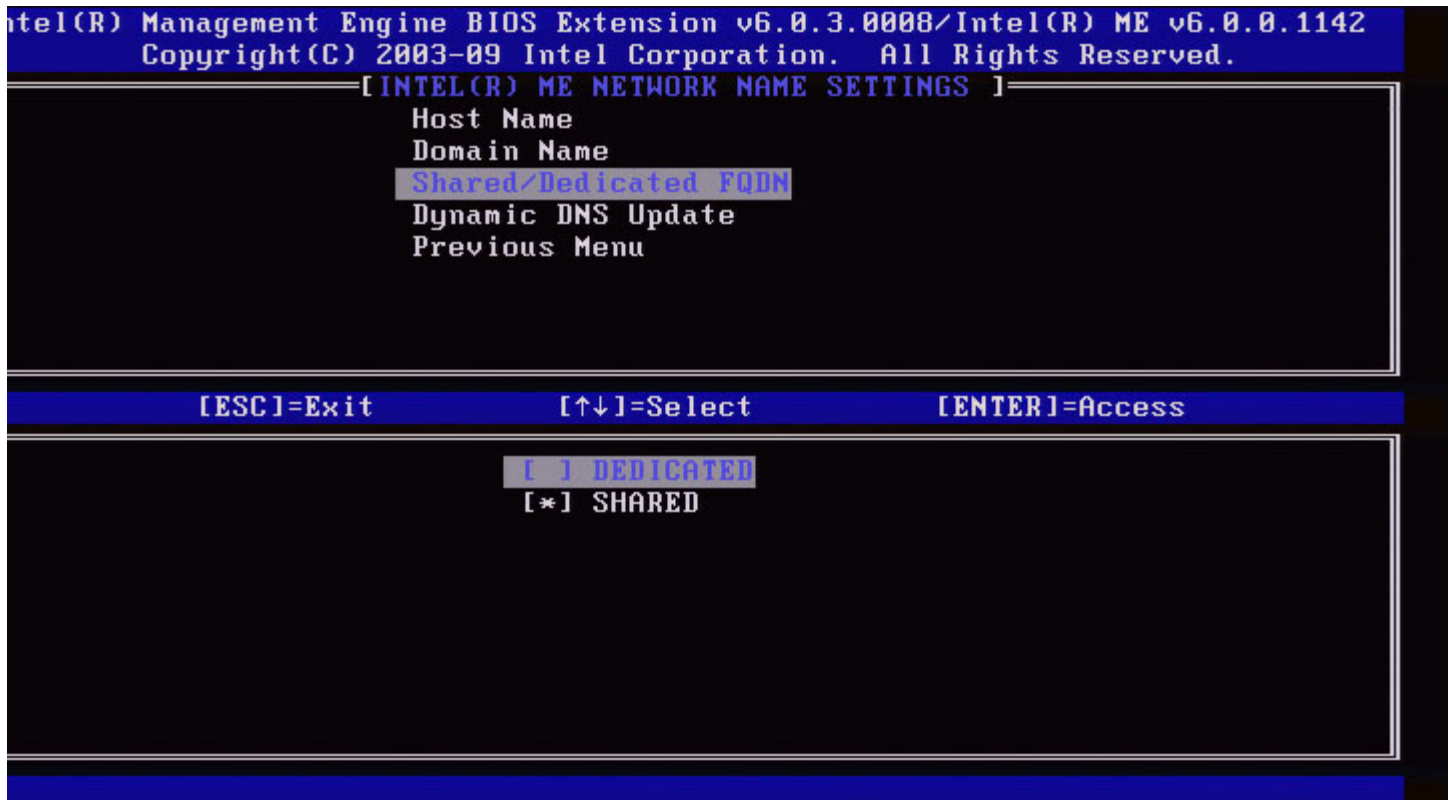 ntel(R) Management Engine BIOS Extension v6.0.3.0008/Intel(R) ME v6.0.0.1142
Copyright(C) 2003-09 Intel Corporation. All Rights Reserved.
[INTEL(R) ME NETWORK NAME SETTINGS ]
Host Name
Domain Name
Shared/Dedicated FQDN
Dynamic DNS Update
Previous Menu
[ESC]=Exit [↑↓]=Select [ENTER]=Access
[ ] DEDICATED
[*] SHARED